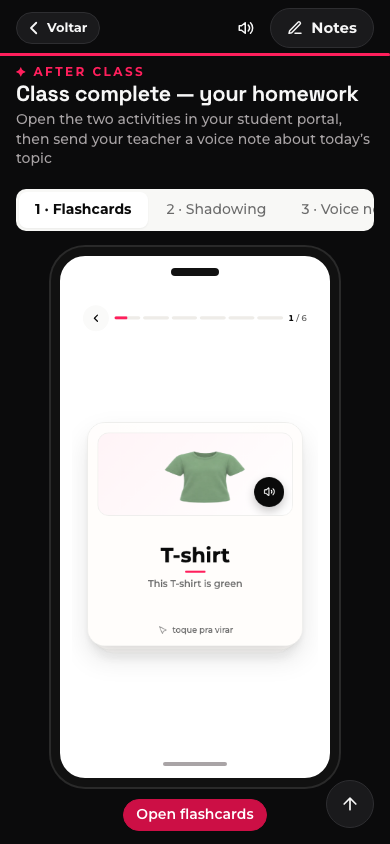 Voltar
Notes
AFTER CLASS
Class complete — your homework
Open the two activities in your student portal,
then send your teacher a voice note about today's
topic
1 · Flashcards
2 · Shadowing
3 · Voice n
1 / 6
T-shirt
This T-shirt is green
toque pra virar
Open flashcards